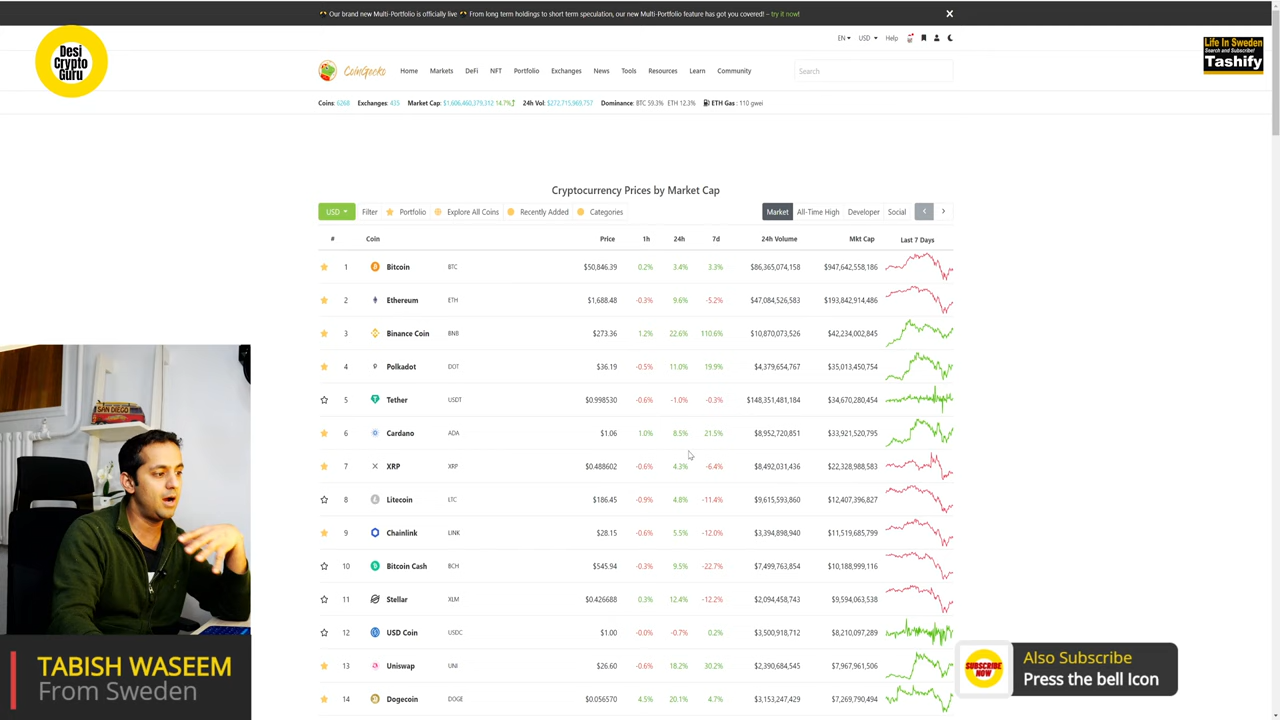 Our brand new Multi-Portfolio is officially live From long term holdings to short term speculation, our new Multi-Portfolio feature has got you covered! – try it now!
EN USD Help
Desi
Crypto
Guru
Life In Sweden
Search and Subscribe!
Tashify
CoinGecko Home Markets DeFi NFT Portfolio Exchanges News Tools Resources Learn Community Search
Coins: 6268 Exchanges: 435 Market Cap: $1,606,460,379,312 14.7% 24h Vol: $272,715,969,757 Dominance: BTC 59.3% ETH 12.3% ETH Gas: 110 gwei
Cryptocurrency Prices by Market Cap
USD Filter Portfolio Explore All Coins Recently Added Categories Market All-Time High Developer Social
# Coin Price 1h 24h 7d 24h Volume Mkt Cap Last 7 Days
1 Bitcoin BTC $50,846.39 0.2% 3.4% 3.3% $86,365,074,158 $947,642,558,186
2 Ethereum ETH $1,688.48 -0.3% 9.6% -5.2% $47,084,526,583 $193,842,914,486
3 Binance Coin BNB $273.36 1.2% 22.6% 110.6% $10,870,073,526 $42,234,002,845
4 Polkadot DOT $36.19 -0.5% 11.0% 19.9% $4,379,654,767 $35,013,450,754
5 Tether USDT $0.998530 -0.6% -1.0% -0.3% $148,351,481,184 $34,670,280,454
6 Cardano ADA $1.06 1.0% 8.5% 21.5% $8,952,720,851 $33,921,520,795
7 XRP XRP $0.488602 -0.6% 4.3% -6.4% $8,492,031,436 $22,328,988,583
8 Litecoin LTC $186.45 -0.9% 4.8% -11.4% $9,615,593,860 $12,407,396,827
9 Chainlink LINK $28.15 -0.6% 5.5% -12.0% $3,394,898,940 $11,519,685,799
10 Bitcoin Cash BCH $545.94 -0.3% 9.5% -22.7% $7,499,763,854 $10,188,999,116
11 Stellar XLM $0.426688 0.3% 12.4% -12.2% $2,094,458,743 $9,594,063,538
12 USD Coin USDC $1.00 -0.0% -0.7% 0.2% $3,500,918,712 $8,210,097,289
13 Uniswap UNI $26.60 -0.6% 18.2% 30.2% $2,390,684,545 $7,967,961,506
14 Dogecoin DOGE $0.056570 4.5% 20.1% 4.7% $3,153,247,429 $7,269,790,494
SAN DIEGO
TABISH WASEEM
From Sweden
SUBSCRIBE
NOW
Also Subscribe
Press the bell Icon